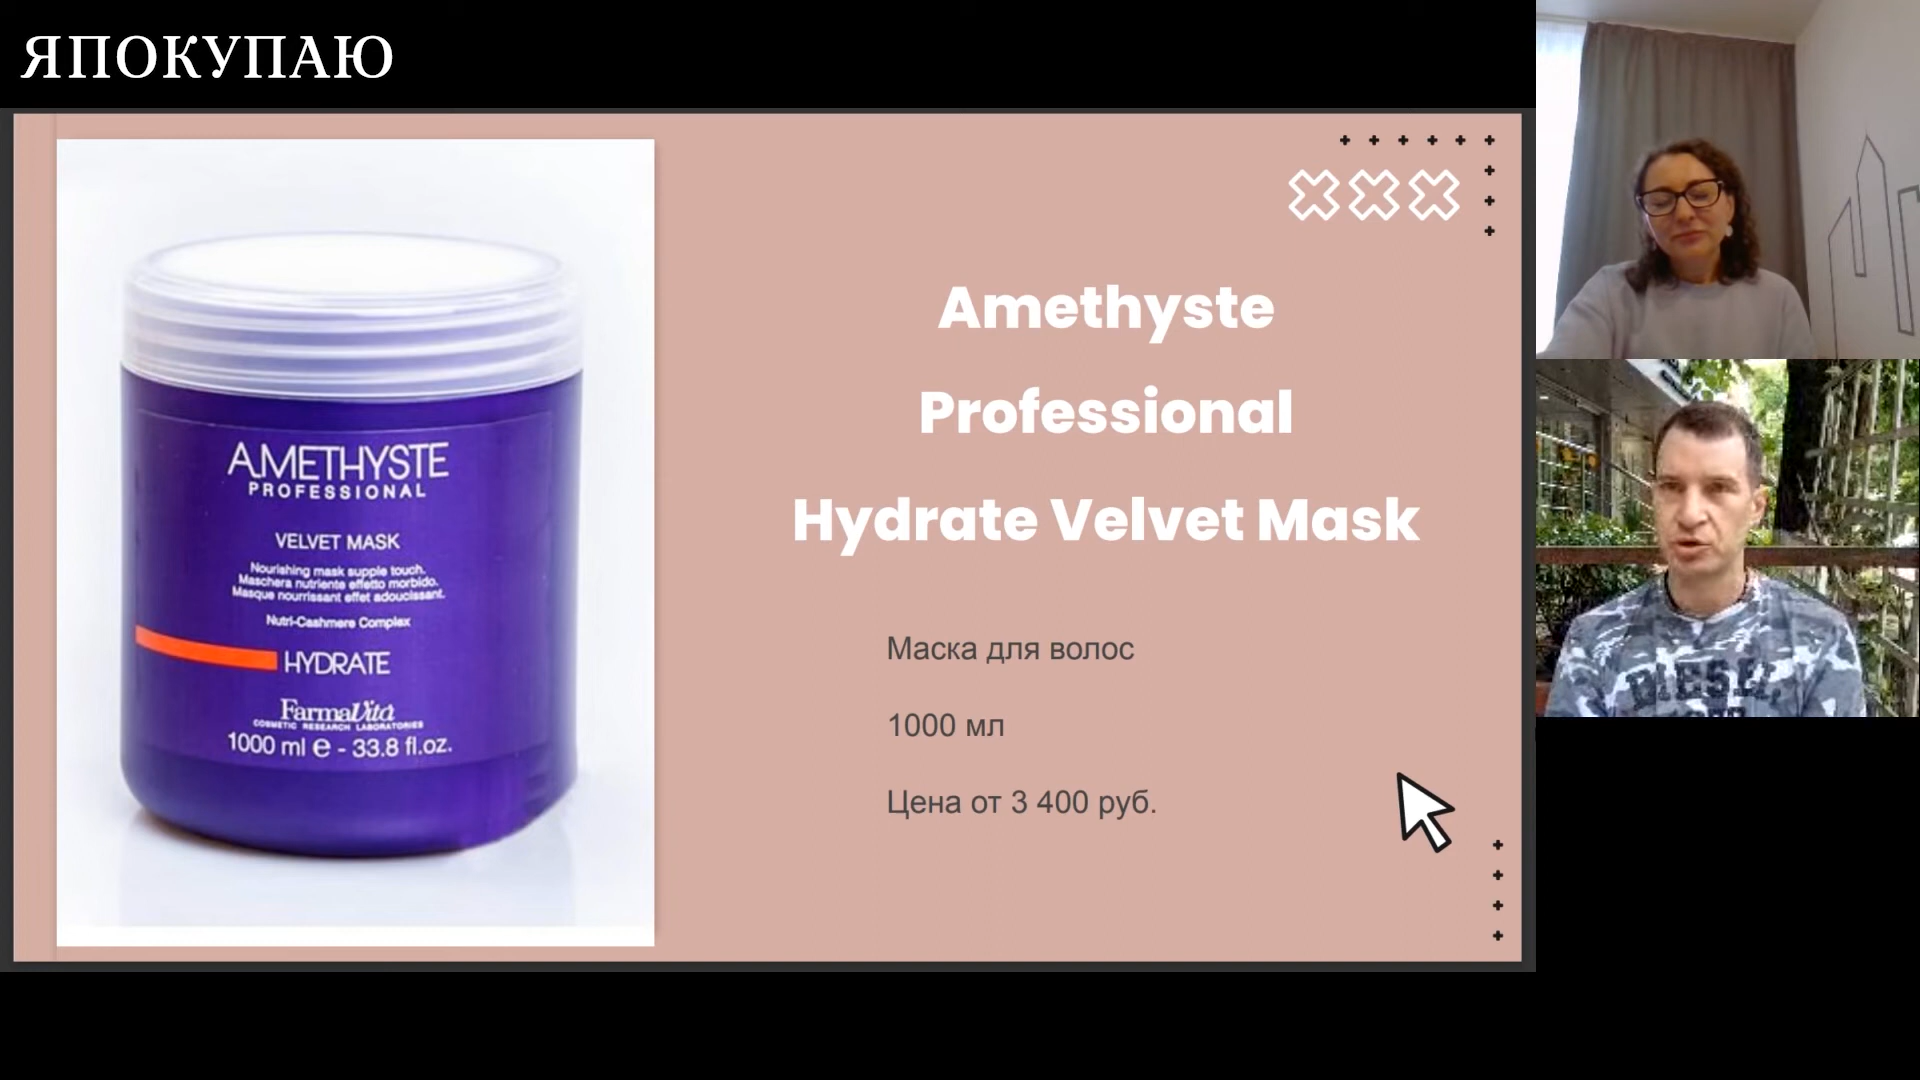 ЯПОКУПАЮ
AMETHYSTE
PROFESSIONAL
VELVET MASK
Nourishing mask supple touch.
Maschera nutriente effetto morbido.
Masque nourrissant effet adoucissant.
Nutri-Cashmere Complex
HYDRATE
FarmaVita
COSMETIC RESEARCH LABORATORIES
1000 ml e - 33.8 fl.oz.
Amethyste
Professional
Hydrate Velvet Mask
Маска для волос
1000 мл
Цена от 3 400 руб.
DIESEL